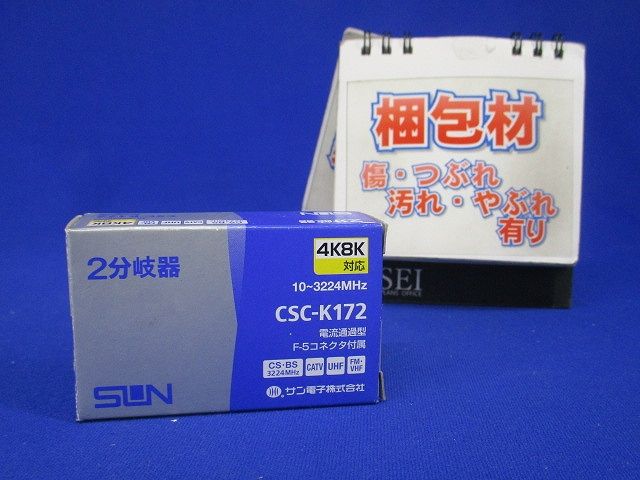 梱包材
傷・つぶれ
汚れ・やぶれ
有り
SEI
PLANS OFFICE
2分岐器
4K8K
対応
10~3224MHz
CSC-K172
電流通過型
F-5コネクタ付属
CS・BS
3224MHz
CATV
UHF
FM・
VHF
SUN
サン電子株式会社